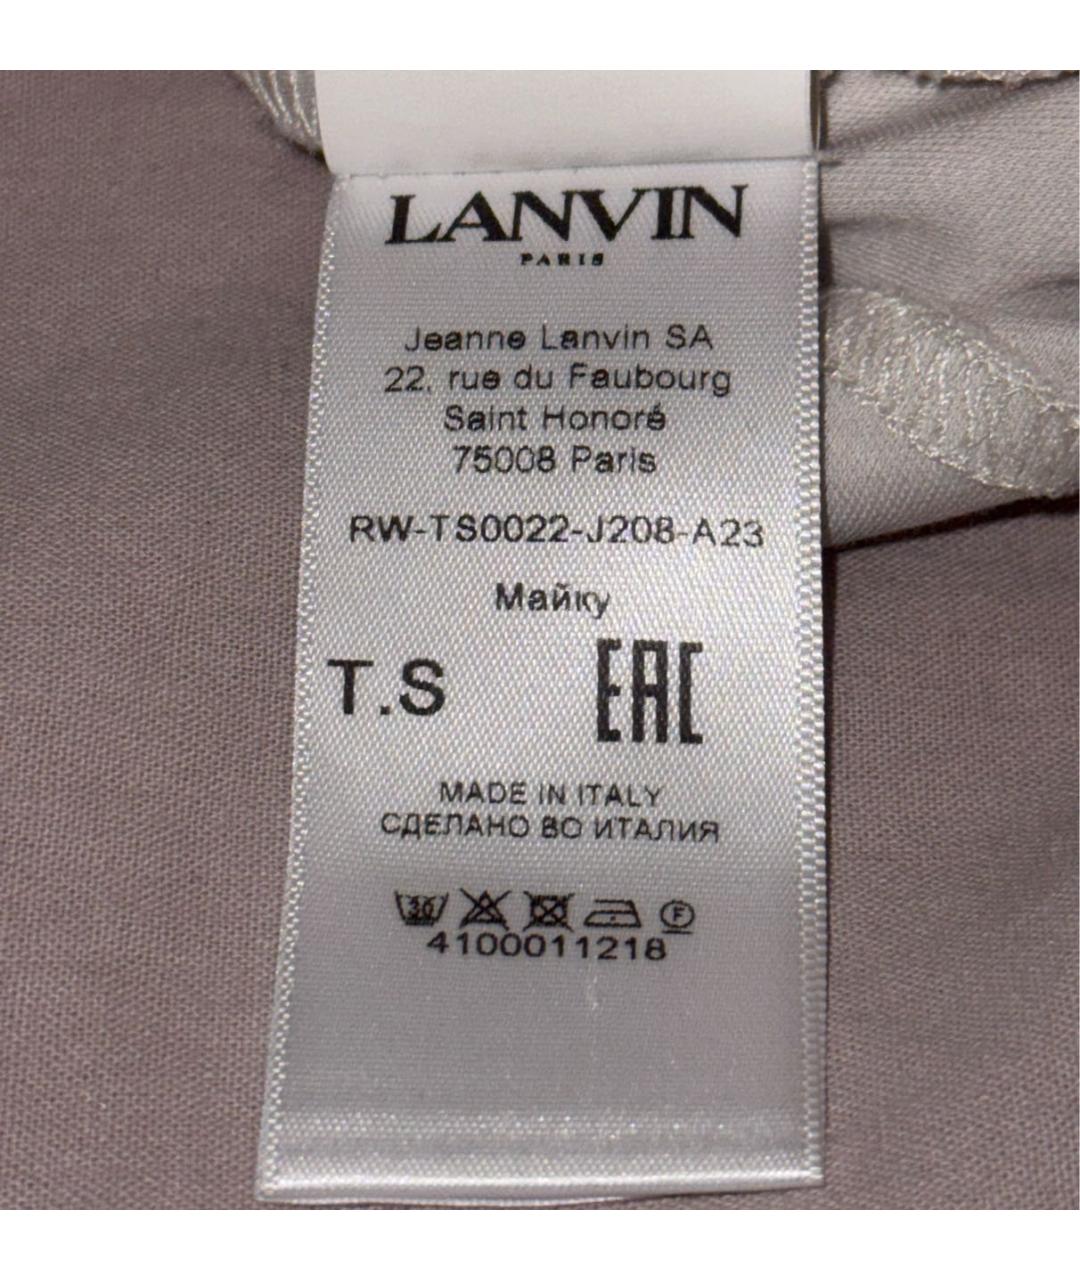 LANVIN
PARIS
Jeanne Lanvin SA
22, rue du Faubourg
Saint Honoré
75008 Paris
RW-TS0022-J208-A23
Майку
T.S EAC
MADE IN ITALY
СДЕЛАНО ВО ИТАЛИЯ
30 F
4100011218